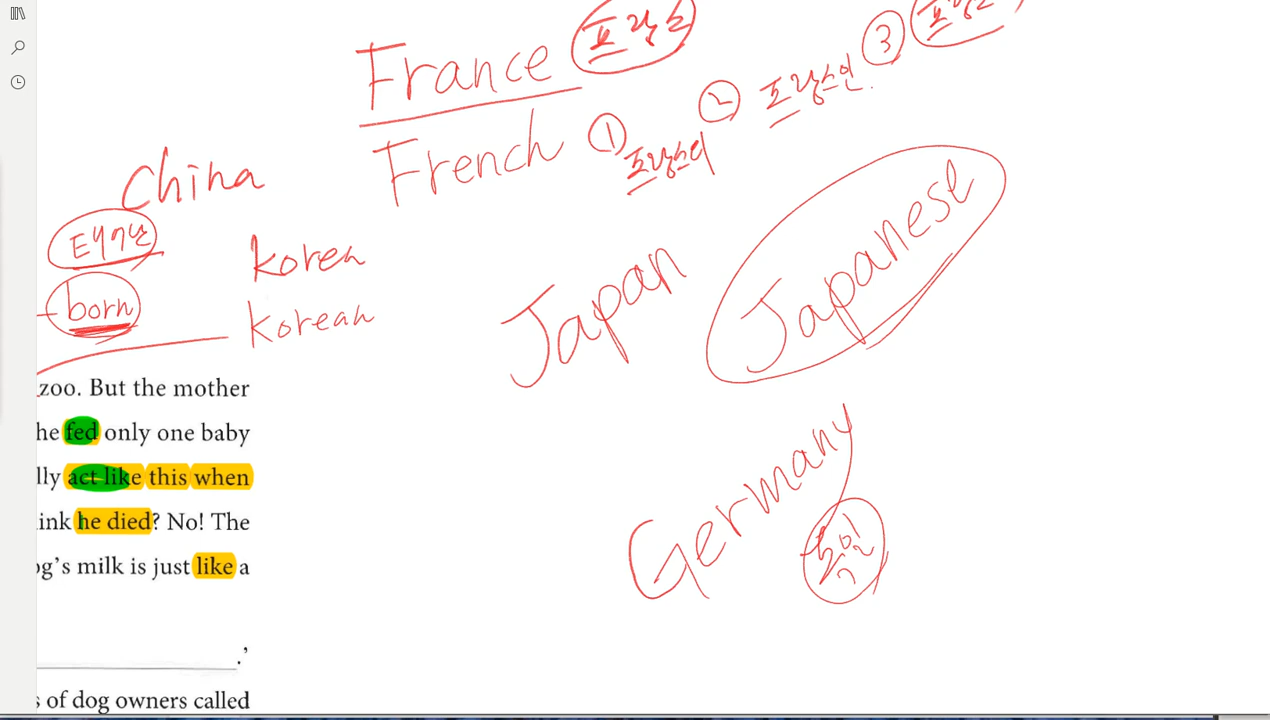 France 프랑스
French ① 프랑스어 ② 프랑스인 ③
China
태어난
born
korea
korean
Japan
Japanese
Germany
독일
zoo. But the mother
he fed only one baby
lly act like this when
ink he died? No! The
og's milk is just like a
.'
s of dog owners called